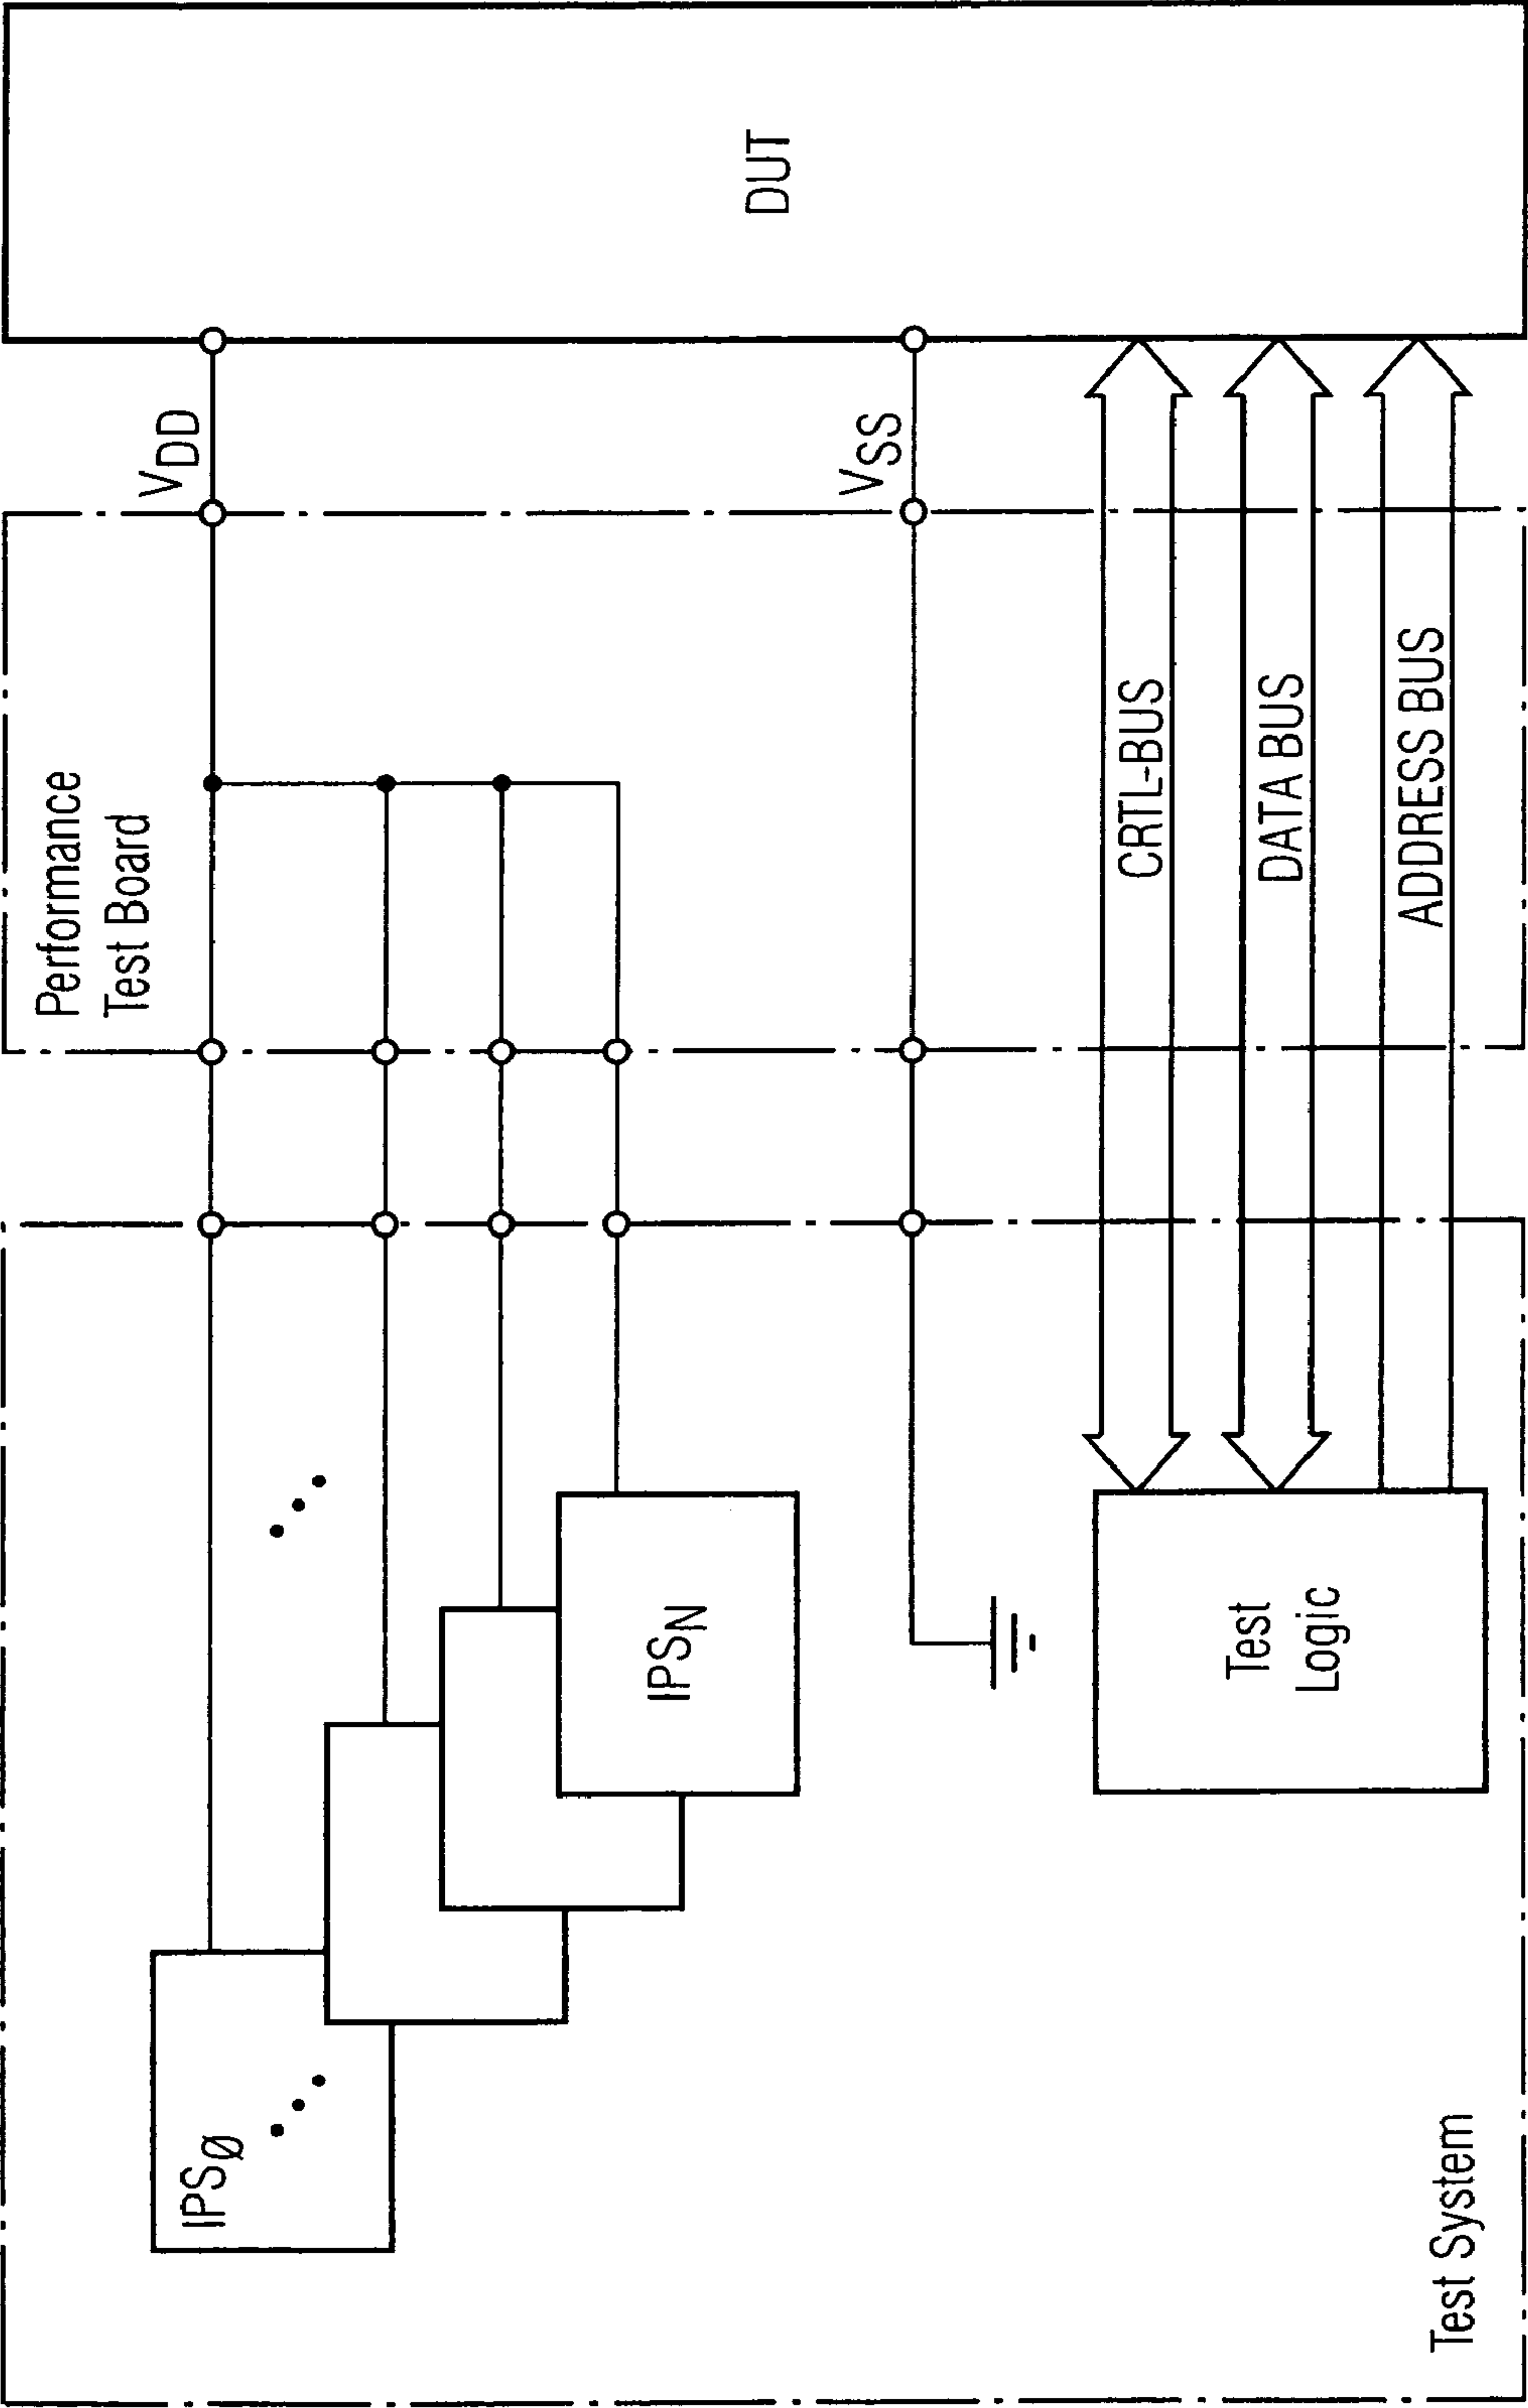 Performance
Test Board
IPSØ
IPSN
VDD
VSS
DUT
CRTL-BUS
DATA BUS
ADDRESS BUS
Test
Logic
Test System